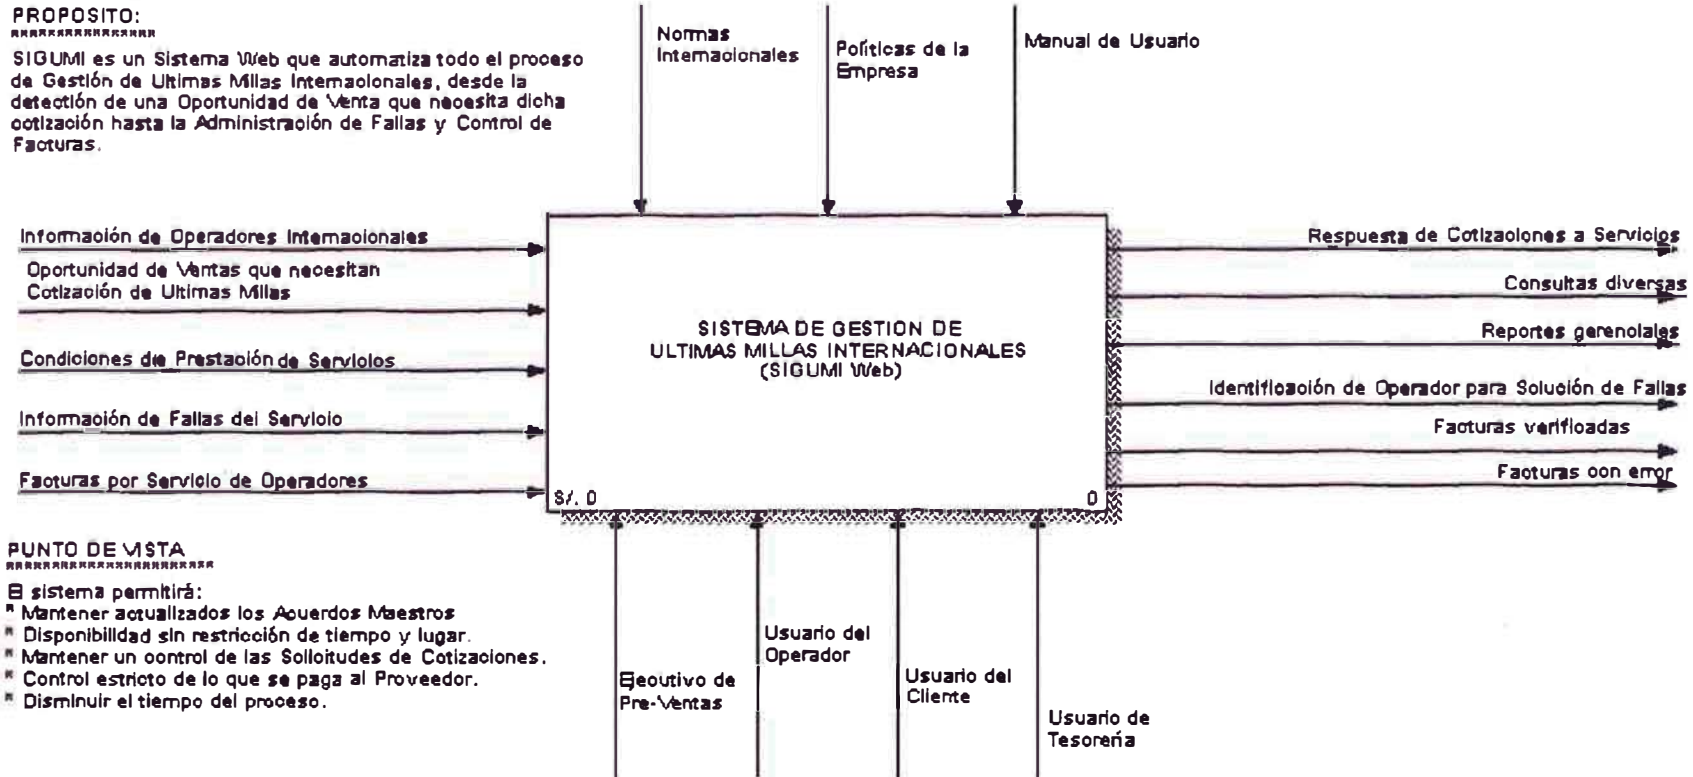 PROPOSITO:
SIGUMI es un Sistema Web que automatiza todo el proceso
de Gestión de Ultimas Millas Internacionales, desde la
detectión de una Oportunidad de Venta que necesita dicha
cotización hasta la Administración de Fallas y Control de
Facturas.
Normas
Internacionales
Políticas de la
Empresa
Manual de Usuario
Información de Operadores Internacionales
Oportunidad de Ventas que necesitan
Cotización de Ultimas Millas
Condiciones de Prestación de Servicios
Información de Fallas del Servicio
Facturas por Servicio de Operadores
SISTEMA DE GESTION DE
ULTIMAS MILLAS INTERNACIONALES
(SIGUMI Web)
S/. 0
0
Respuesta de Cotizaciones a Servicios
Consultas diversas
Reportes gerenciales
Identificación de Operador para Solución de Fallas
Facturas verificadas
Facturas con error
PUNTO DE VISTA
El sistema permitirá:
* Mantener actualizados los Acuerdos Maestros
* Disponibilidad sin restricción de tiempo y lugar.
* Mantener un control de las Solicitudes de Cotizaciones.
* Control estricto de lo que se paga al Proveedor.
* Disminuir el tiempo del proceso.
Ejecutivo de
Pre-Ventas
Usuario del
Operador
Usuario del
Cliente
Usuario de
Tesorería